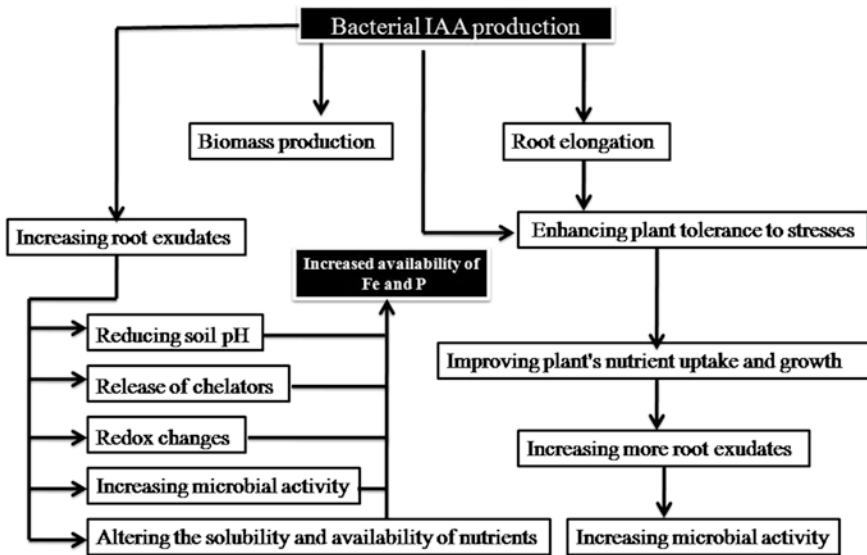 Bacterial IAA production
Biomass production
Root elongation
Increasing root exudates
Enhancing plant tolerance to stresses
Increased availability of
Fe and P
Reducing soil pH
Improving plant's nutrient uptake and growth
Release of chelators
Redox changes
Increasing more root exudates
Increasing microbial activity
Altering the solubility and availability of nutrients
Increasing microbial activity